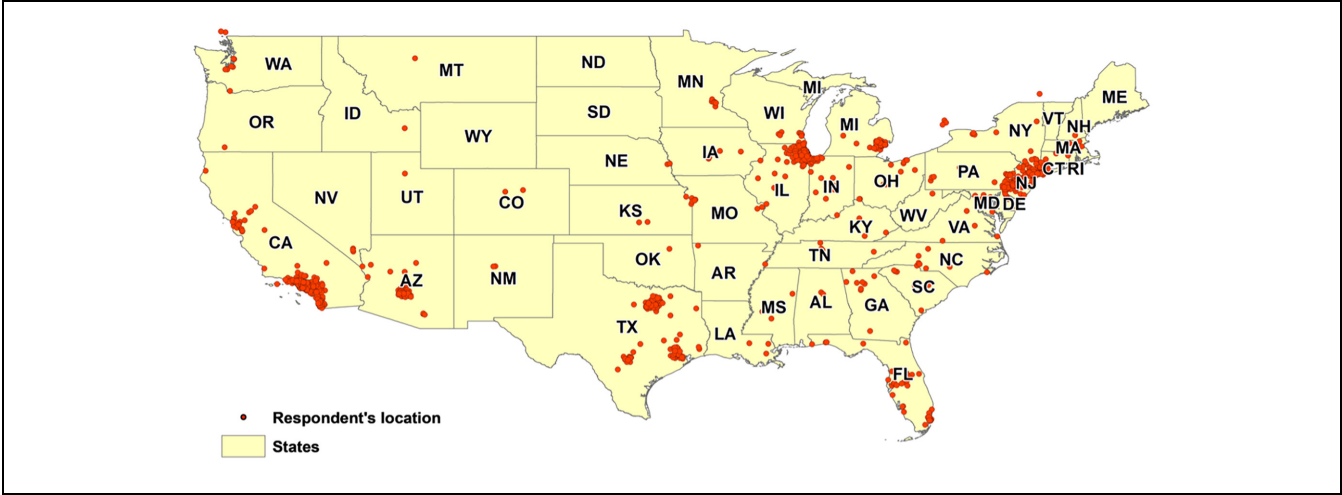 WA
MT
ND
MN
MI
ME
OR
ID
SD
WI
MI
NY
VT
NH
WY
IA
MA
NE
CT
RI
NV
UT
CO
IL
IN
OH
PA
NJ
CA
KS
MO
KY
WV
MD
DE
VA
AZ
NM
OK
AR
TN
NC
SC
TX
LA
MS
AL
GA
FL
Respondent's location
States